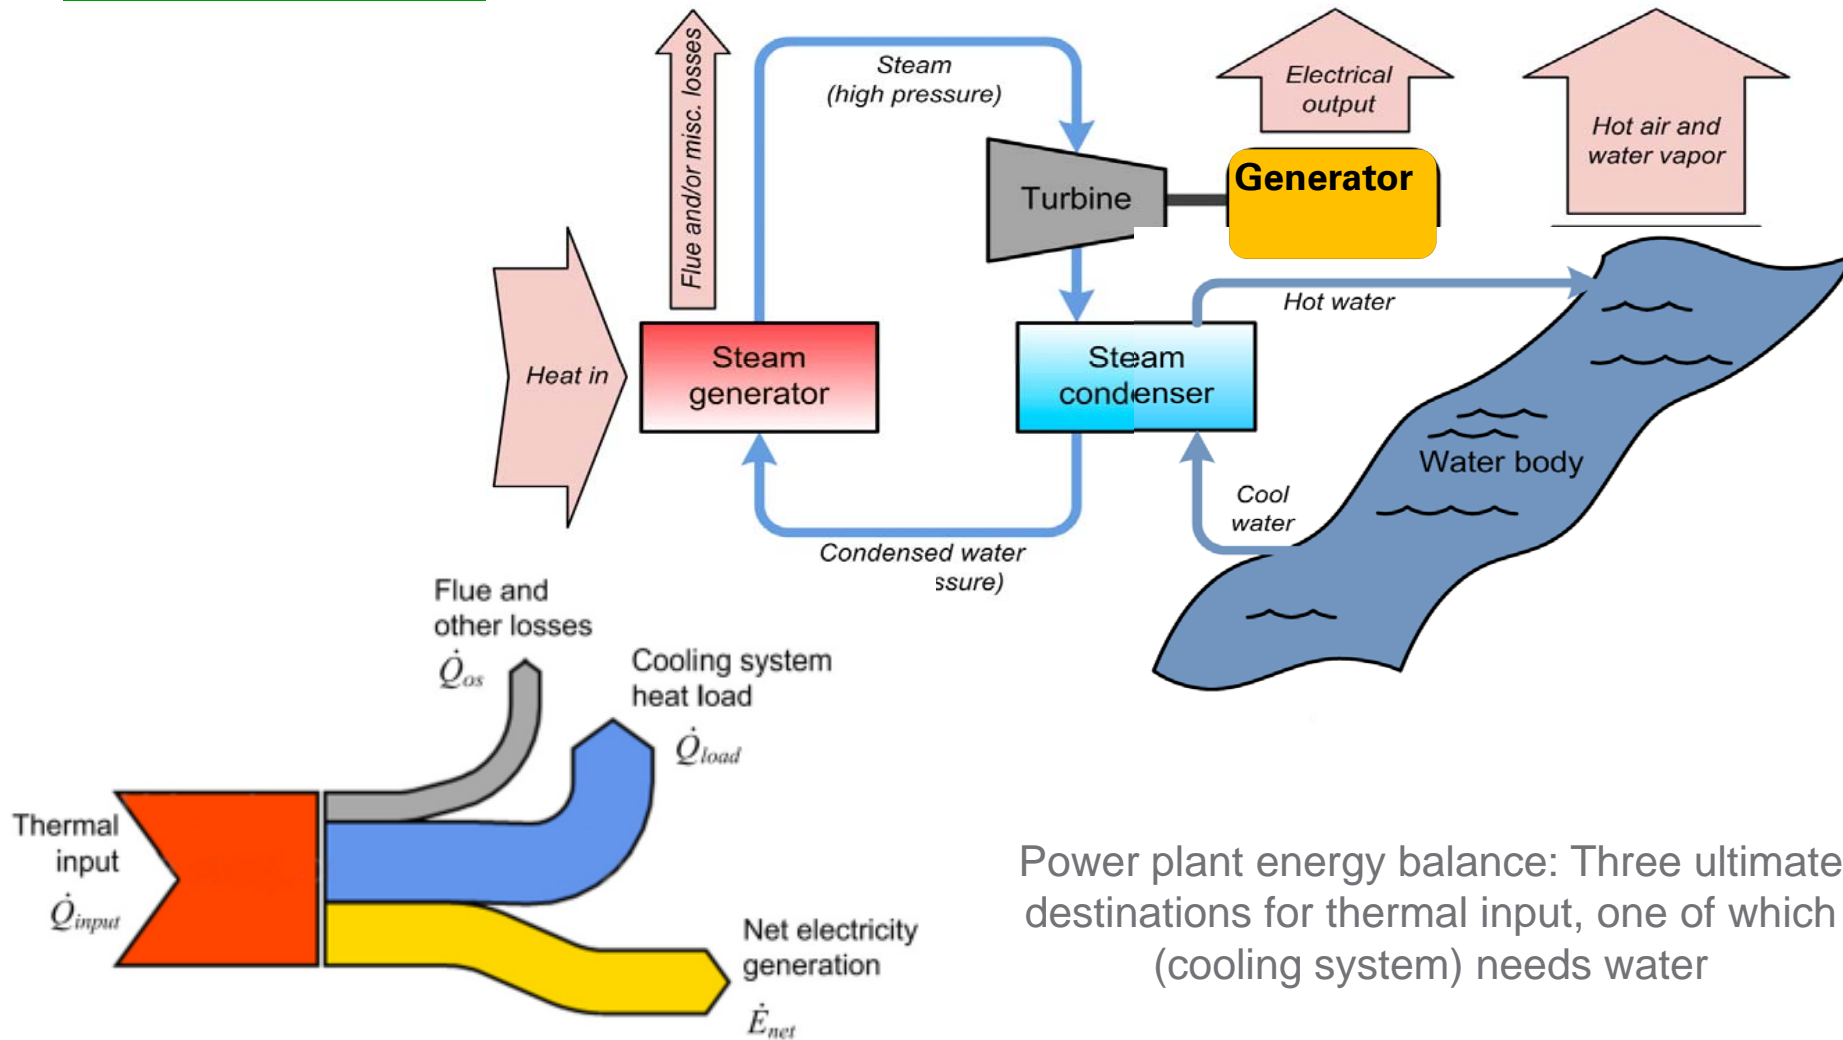 Flue and/or misc. losses
Steam
(high pressure)
Electrical
output
Hot air and
water vapor
Turbine
Generator
Heat in
Steam
generator
Steam
condenser
Hot water
Water body
Cool
water
Condensed water
ssure)
Flue and
other losses
Q̇os
Cooling system
heat load
Q̇load
Thermal
input
Q̇input
Net electricity
generation
Ėnet
Power plant energy balance: Three ultimate
destinations for thermal input, one of which
(cooling system) needs water